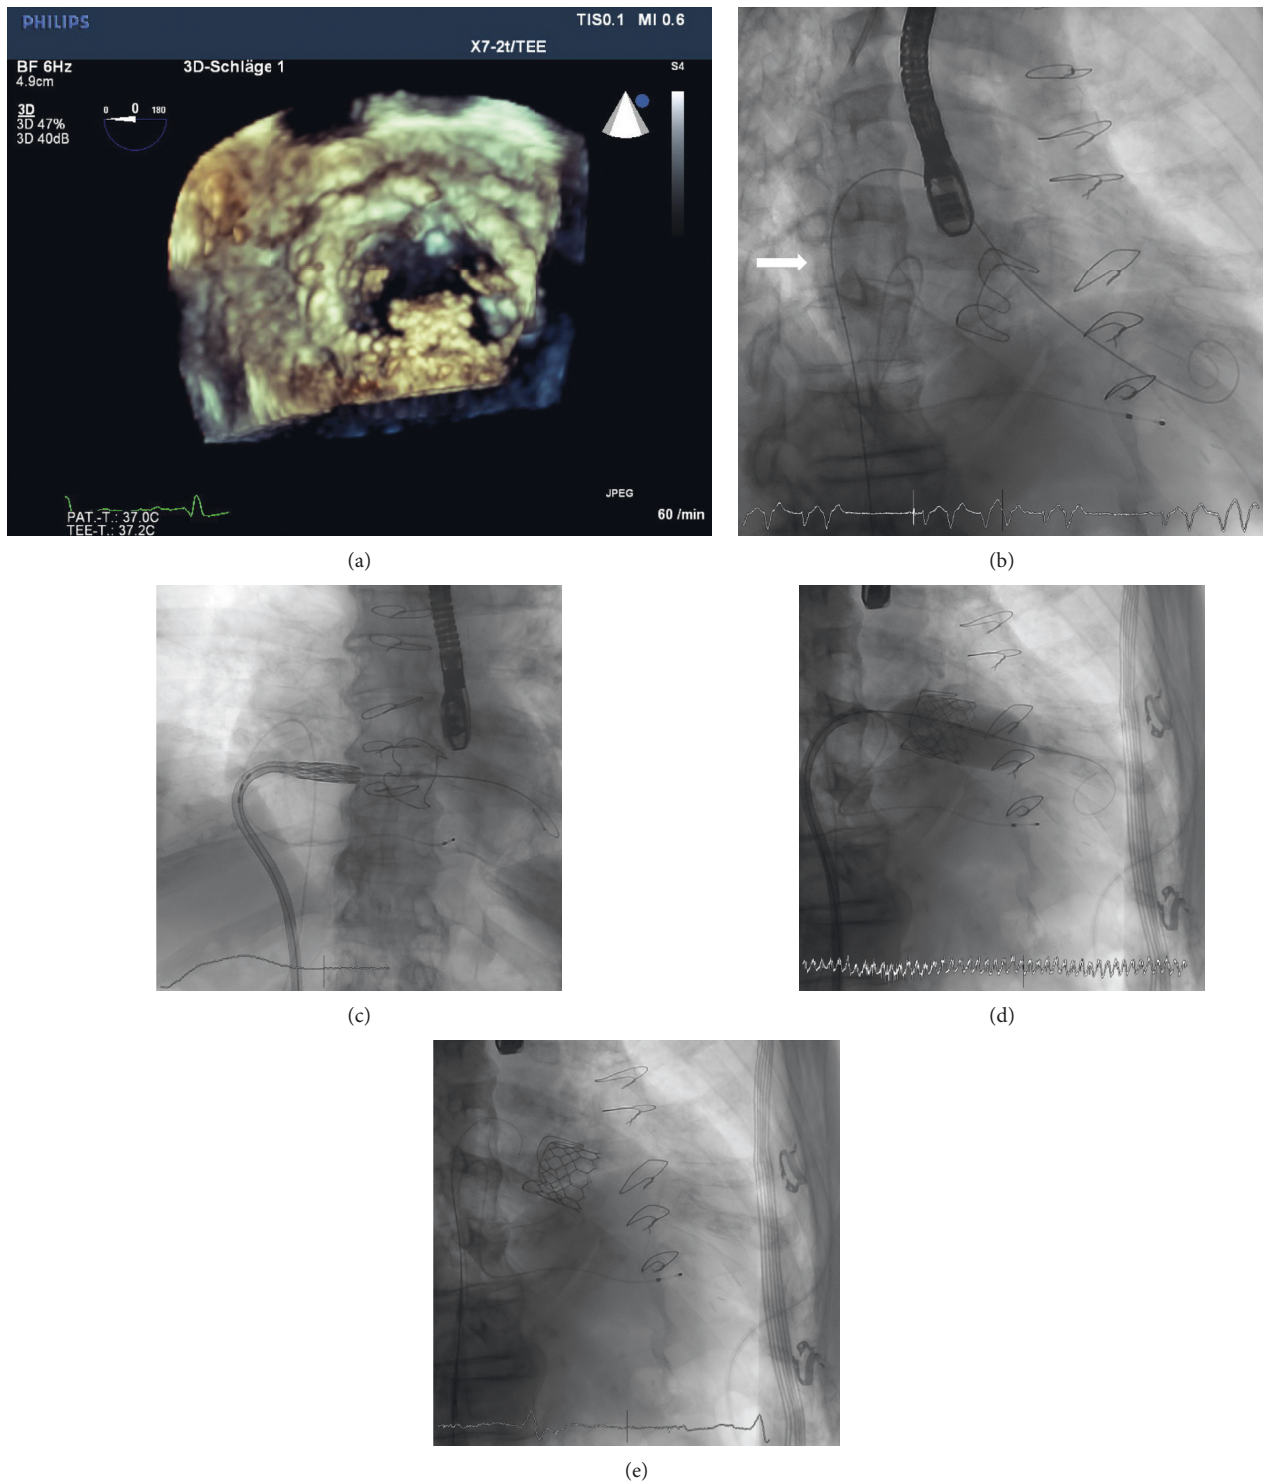 PHILIPS
TIS0.1 MI 0.6
X7-2t/TEE
BF 6Hz
4.9cm
3D-Schläge 1
S4
3D
3D 47%
3D 40dB
0 0 180
JPEG
PAT.-T.: 37.0C
TEE-T.: 37.2C
60 /min
(a)
(b)
(c)
(d)
(e)